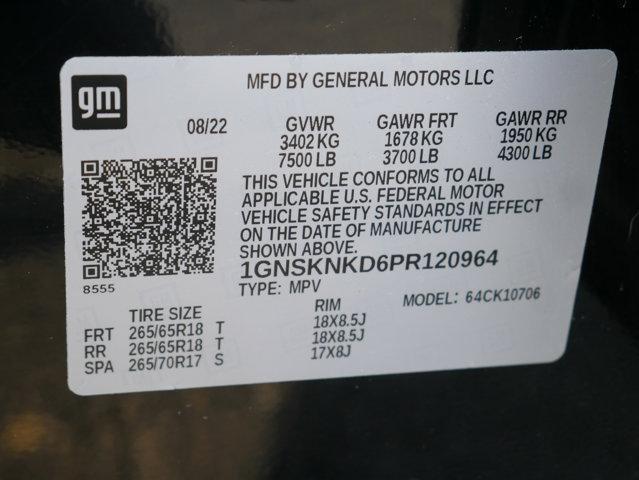 gm
MFD BY GENERAL MOTORS LLC
08/22 GVWR GAWR FRT GAWR RR
3402 KG 1678 KG 1950 KG
7500 LB 3700 LB 4300 LB
THIS VEHICLE CONFORMS TO ALL
APPLICABLE U.S. FEDERAL MOTOR
VEHICLE SAFETY STANDARDS IN EFFECT
ON THE DATE OF MANUFACTURE
SHOWN ABOVE.
1GNSKNKD6PR120964
8555
TYPE: MPV MODEL: 64CK10706
TIRE SIZE RIM
FRT 265/65R18 T 18X8.5J
RR 265/65R18 T 18X8.5J
SPA 265/70R17 S 17X8J